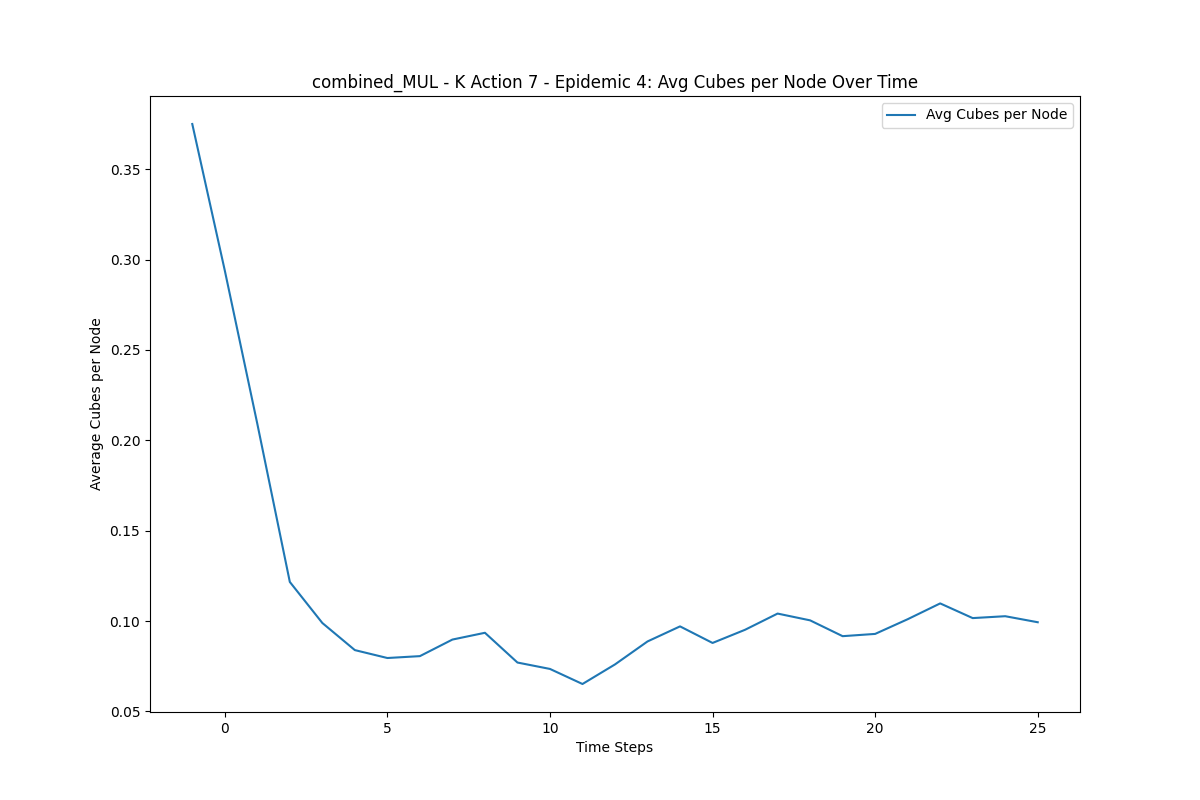 combined_MUL - K Action 7 - Epidemic 4: Avg Cubes per Node Over Time
Avg Cubes per Node
Average Cubes per Node
0.35
0.30
0.25
0.20
0.15
0.10
0.05
0 5 10 15 20 25
Time Steps